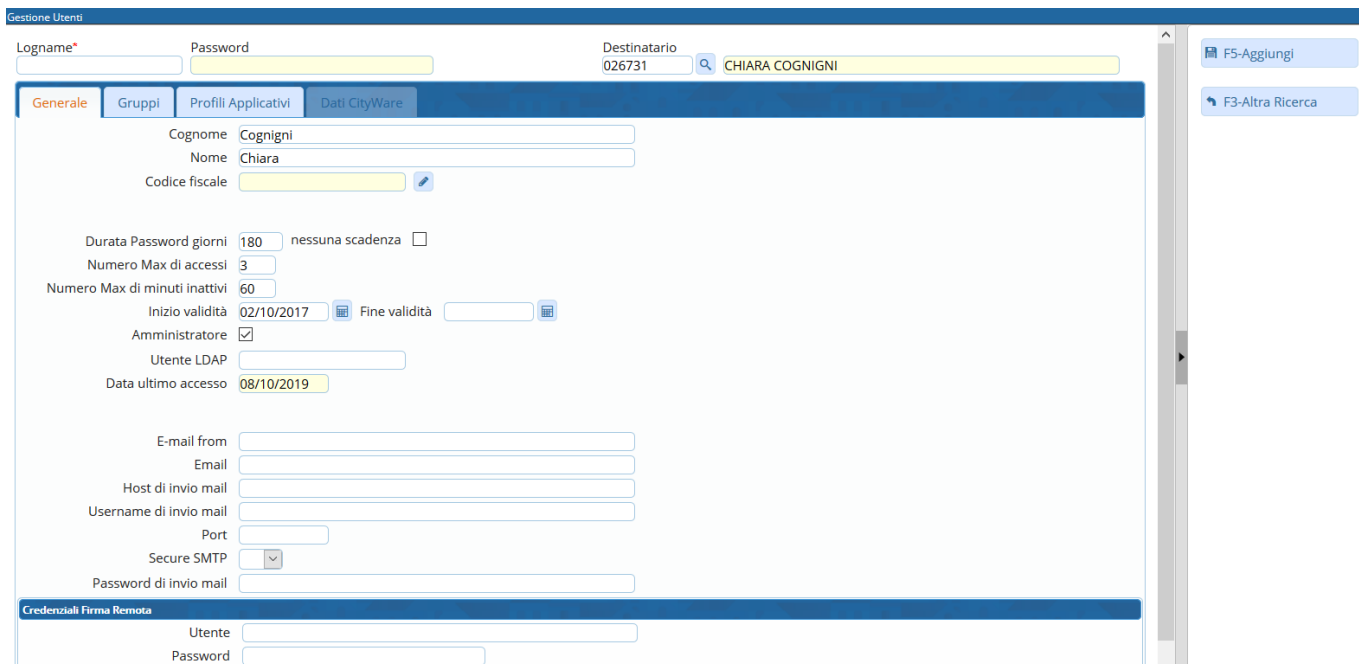 Gestione Utenti
Logname* Password Destinatario
026731 CHIARA COGNIGNI
F5-Aggiungi
F3-Altra Ricerca
Generale Gruppi Profili Applicativi Dati CityWare
Cognome Cognigni
Nome Chiara
Codice fiscale
Durata Password giorni 180 nessuna scadenza
Numero Max di accessi 3
Numero Max di minuti inattivi 60
Inizio validità 02/10/2017 Fine validità
Amministratore
Utente LDAP
Data ultimo accesso 08/10/2019
E-mail from
Email
Host di invio mail
Username di invio mail
Port
Secure SMTP
Password di invio mail
Credenziali Firma Remota
Utente
Password